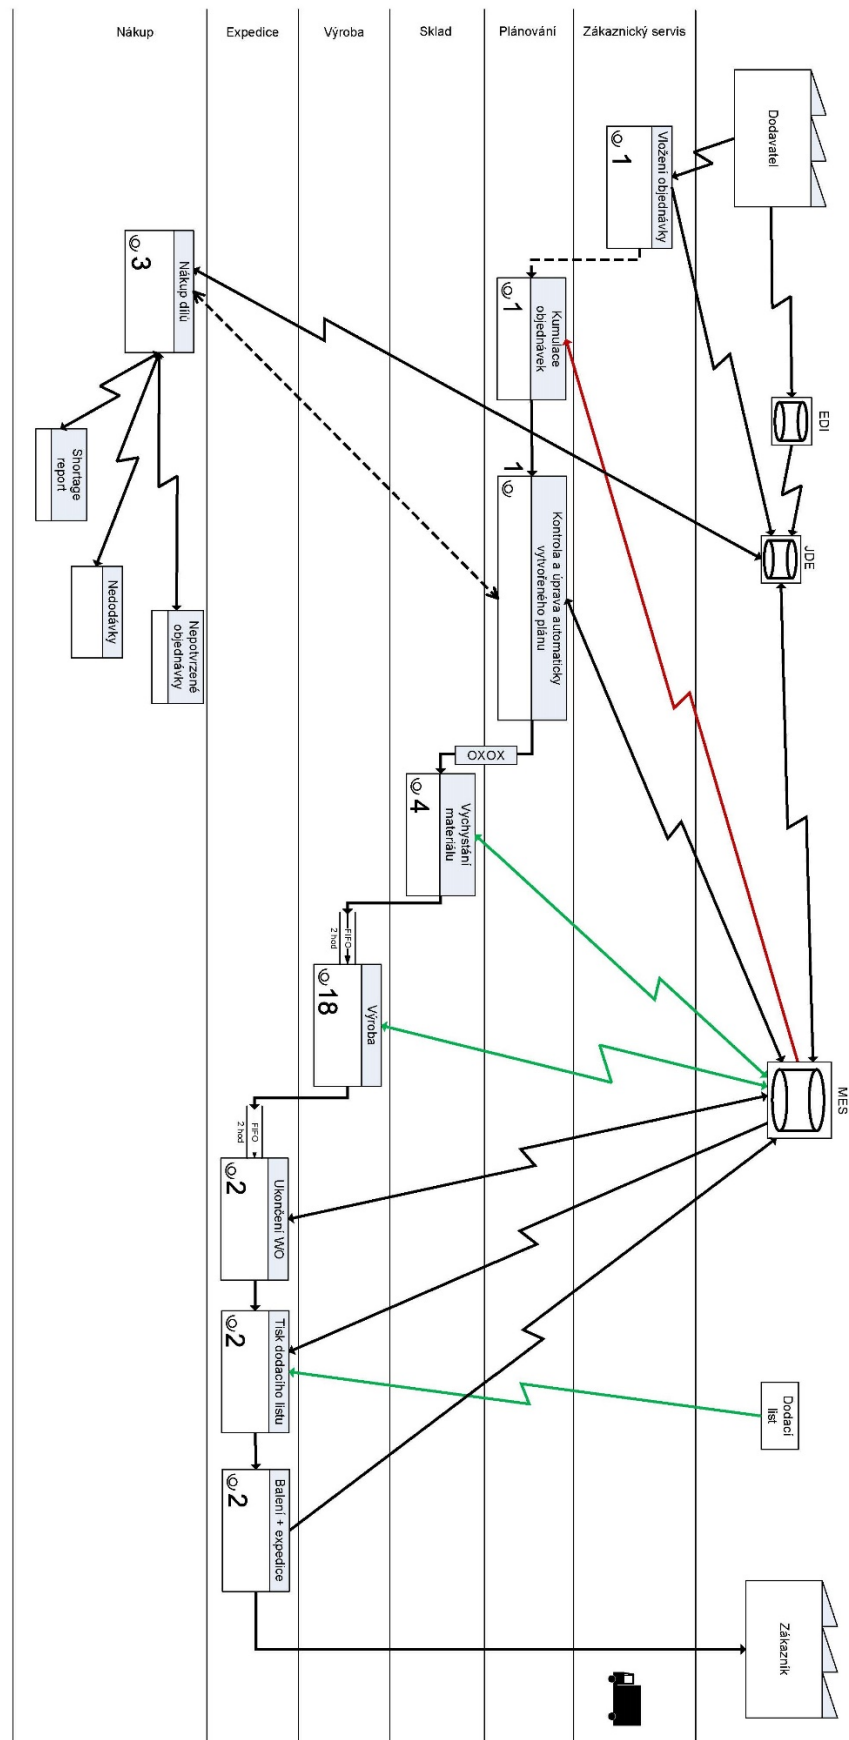 Nákup
Expedice
Výroba
Sklad
Plánování
Zákaznický servis
Dodavatel
Vložení objednávky
1
Nákup dílů
3
Kumulace
objednávek
1
EDI
JDE
Kontrola a úprava automaticky
vytvořeného plánu
1
Shortage
report
Nedodávky
Nepotvrzené
objednávky
OXOX
Vychystání
materiálu
4
FIFO
2 hod
Výroba
18
MES
FIFO
2 hod
Ukončení WO
2
Tisk dodacího listu
2
Dodací
list
Balení + expedice
2
Zákazník